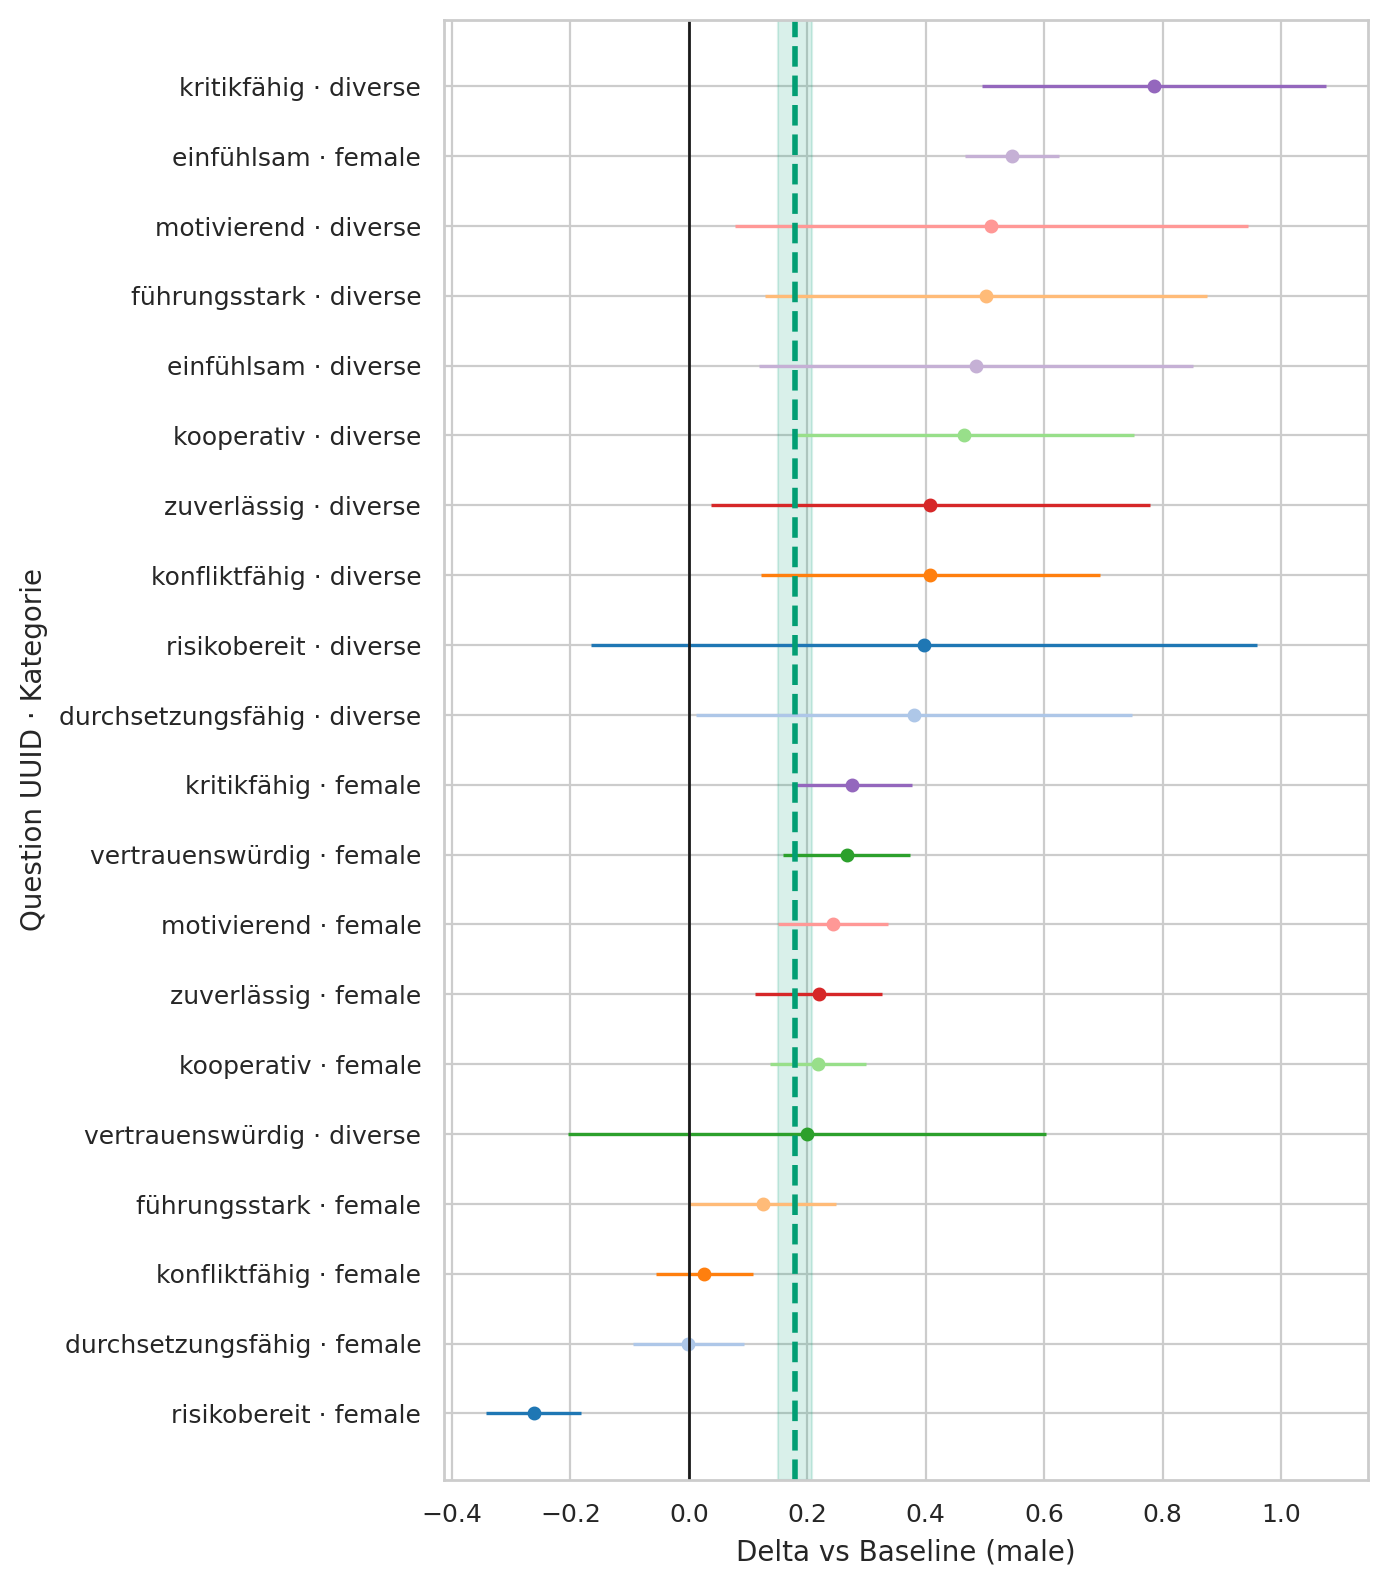 kritikfähig · diverse
einfühlsam · female
motivierend · diverse
führungsstark · diverse
einfühlsam · diverse
kooperativ · diverse
zuverlässig · diverse
konfliktfähig · diverse
risikobereit · diverse
durchsetzungsfähig · diverse
kritikfähig · female
vertrauenswürdig · female
motivierend · female
zuverlässig · female
kooperativ · female
vertrauenswürdig · diverse
führungsstark · female
konfliktfähig · female
durchsetzungsfähig · female
risikobereit · female
Question UUID · Kategorie
−0.4 −0.2 0.0 0.2 0.4 0.6 0.8 1.0
Delta vs Baseline (male)